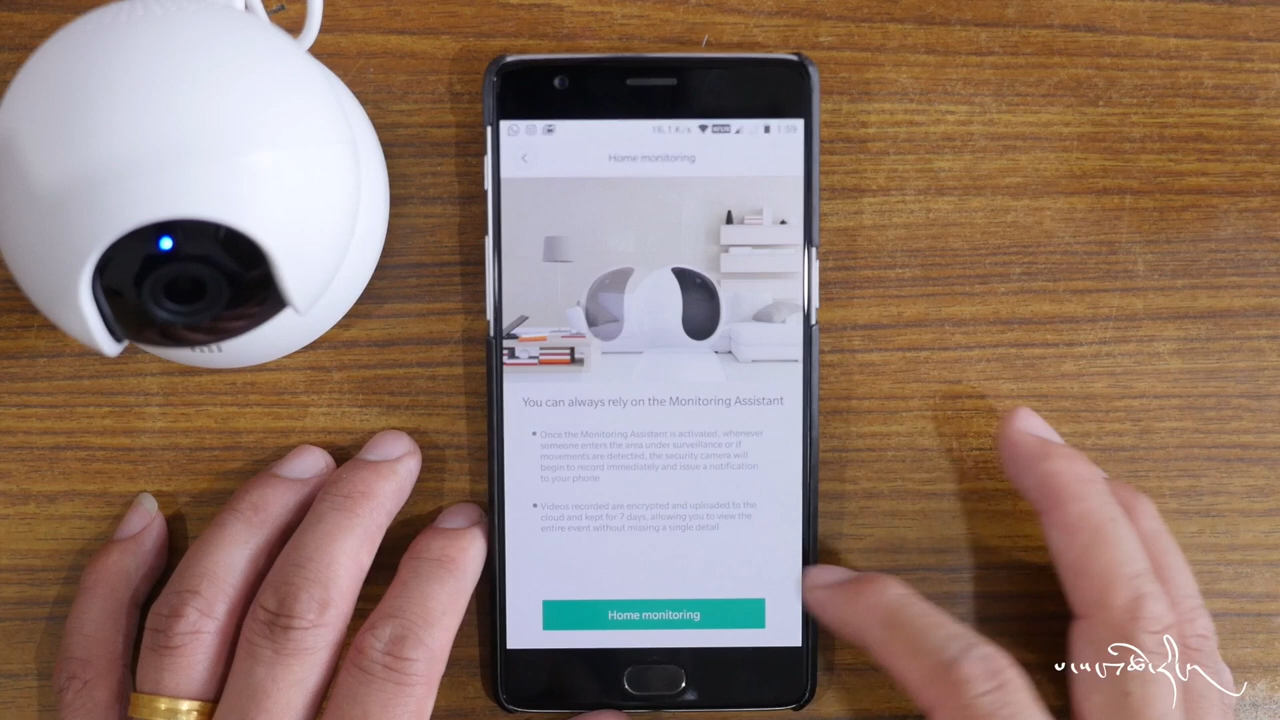 1:59
Home monitoring
You can always rely on the Monitoring Assistant
Once the Monitoring Assistant is activated, whenever
someone enters the area under surveillance or if
movements are detected, the security camera will
begin to record immediately and issue a notification
to your phone
Videos recorded are encrypted and uploaded to the
cloud and kept for 7 days, allowing you to view the
entire event without missing a single detail
Home monitoring